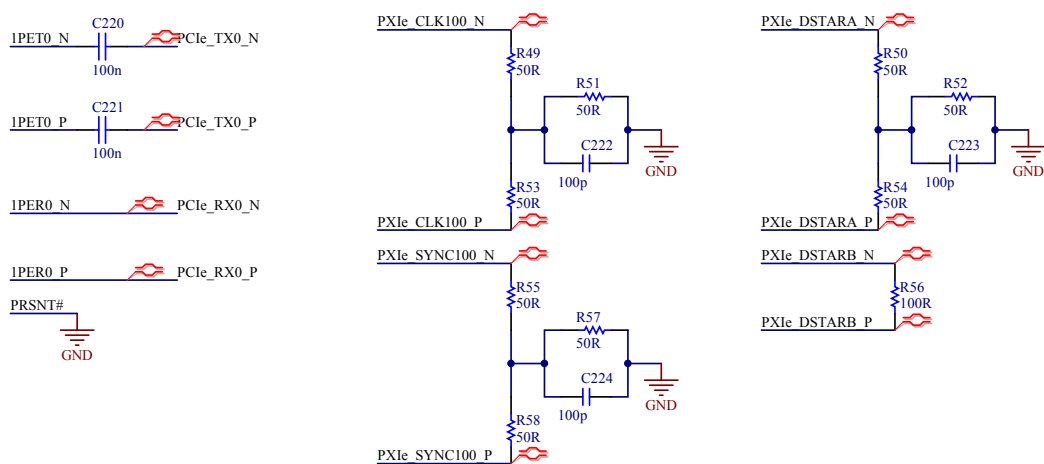 C220
1PET0_N
PCIe_TX0_N
100n
C221
1PET0_P
PCIe_TX0_P
100n
1PER0_N
PCIe_RX0_N
1PER0_P
PCIe_RX0_P
PRSNT#
GND
PXIe_CLK100_N
R49
50R
R51
50R
C222
100p
GND
R53
50R
PXIe_CLK100_P
PXIe_SYNC100_N
R55
50R
R57
50R
C224
100p
GND
R58
50R
PXIe_SYNC100_P
PXIe_DSTARA_N
R50
50R
R52
50R
C223
100p
GND
R54
50R
PXIe_DSTARA_P
PXIe_DSTARB_N
R56
100R
PXIe_DSTARB_P